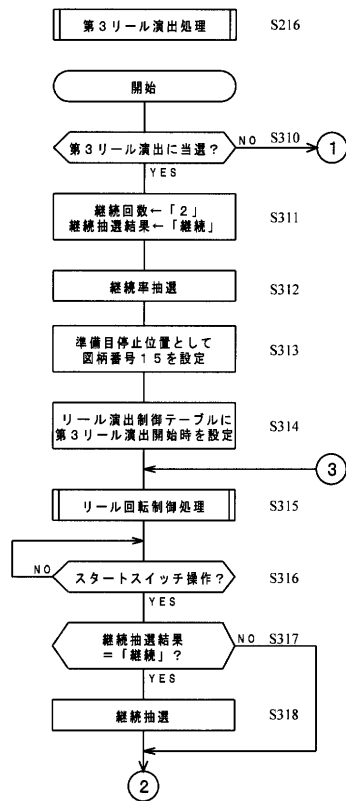 第3リール演出処理 S216
開始
第3リール演出に当選? NO S310 1
YES
継続回数←「2」
継続抽選結果←「継続」 S311
継続率抽選 S312
準備目停止位置として
図柄番号15を設定 S313
リール演出制御テーブルに
第3リール演出開始時を設定 S314
3
リール回転制御処理 S315
NO スタートスイッチ操作? S316
YES
継続抽選結果
=「継続」? NO S317
YES
継続抽選 S318
2